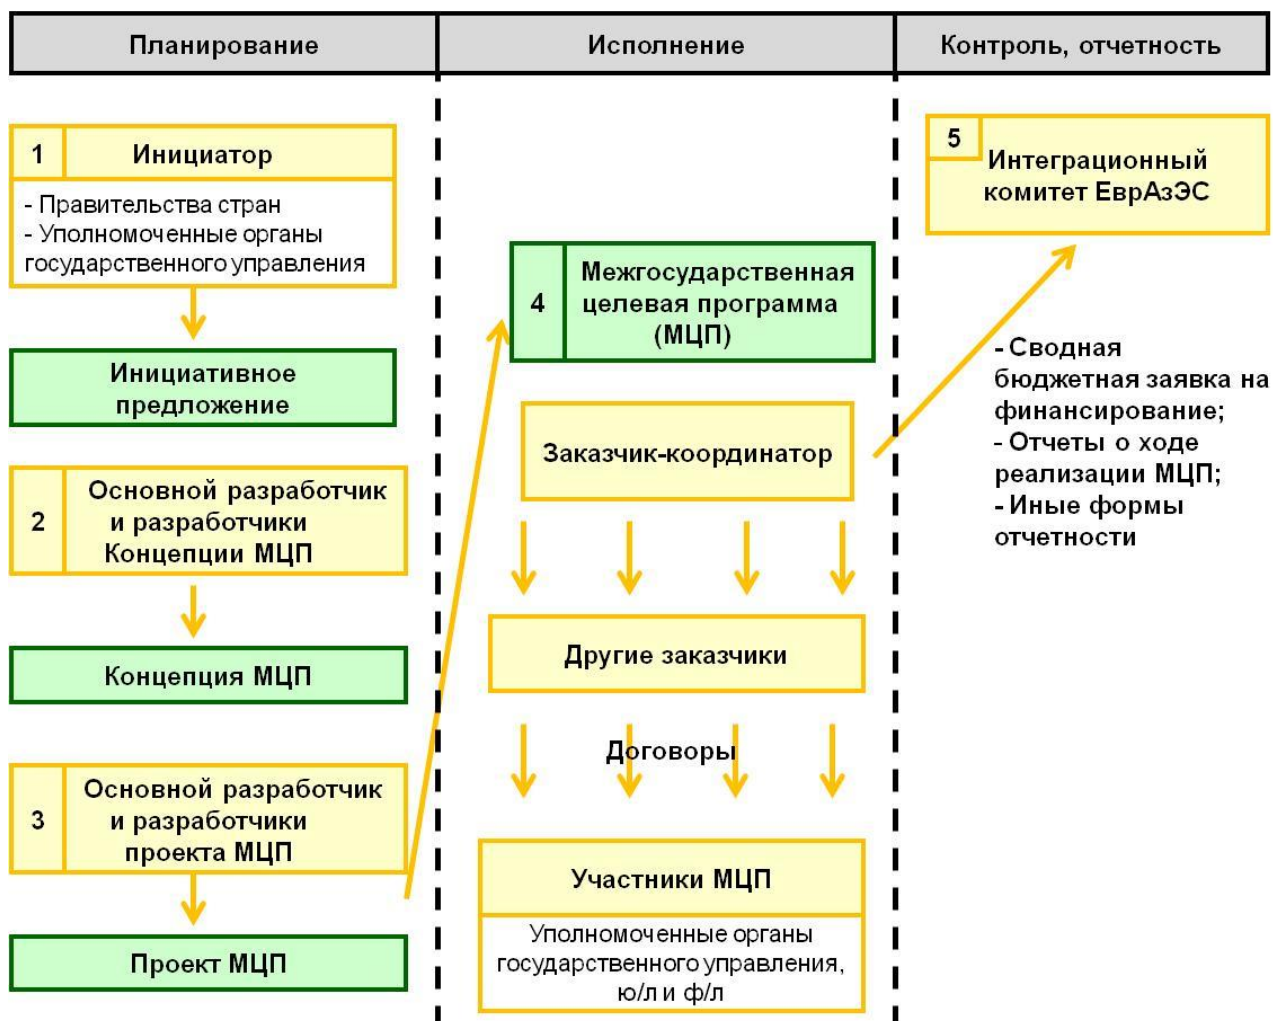 Планирование
Исполнение
Контроль, отчетность
1
Инициатор
- Правительства стран
- Уполномоченные органы
государственного управления
Инициативное
предложение
2
Основной разработчик
и разработчики
Концепции МЦП
Концепция МЦП
3
Основной разработчик
и разработчики
проекта МЦП
Проект МЦП
4
Межгосударственная
целевая программа
(МЦП)
Заказчик-координатор
Другие заказчики
Договоры
Участники МЦП
Уполномоченные органы
государственного управления,
ю/л и ф/л
5
Интеграционный
комитет ЕврАзЭС
- Сводная
бюджетная заявка на
финансирование;
- Отчеты о ходе
реализации МЦП;
- Иные формы
отчетности